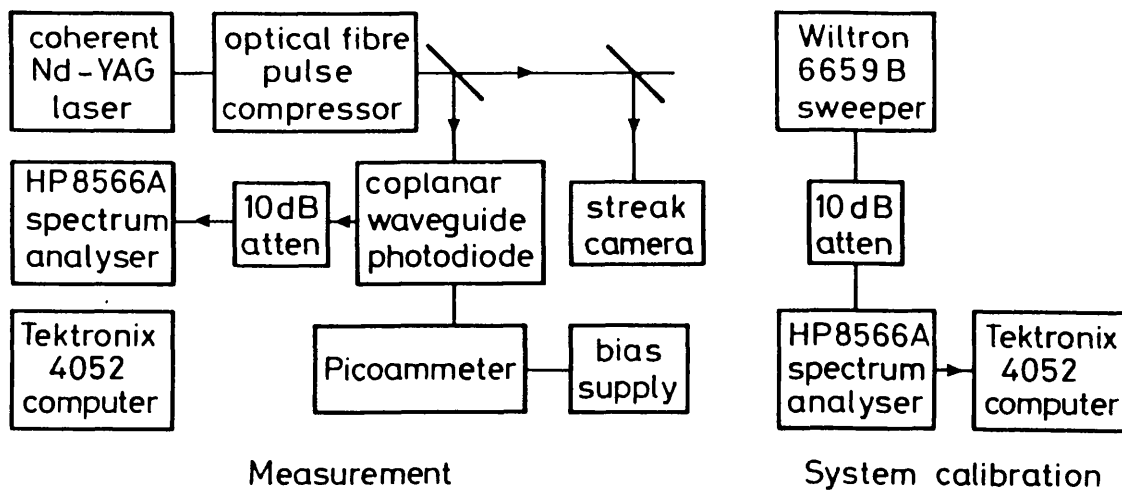 coherent
Nd-YAG
laser
optical fibre
pulse
compressor
HP8566A
spectrum
analyser
10dB
atten
coplanar
waveguide
photodiode
streak
camera
Tektronix
4052
computer
Picoammeter
bias
supply
Measurement
Wiltron
6659B
sweeper
10dB
atten
HP8566A
spectrum
analyser
Tektronix
4052
computer
System calibration